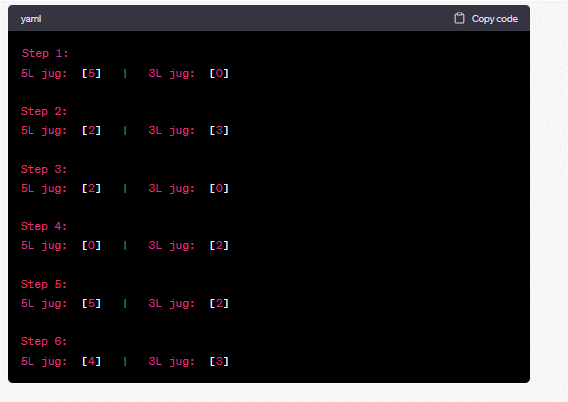 yaml
Copy code
Step 1:
5L jug: [5] | 3L jug: [0]
Step 2:
5L jug: [2] | 3L jug: [3]
Step 3:
5L jug: [2] | 3L jug: [0]
Step 4:
5L jug: [0] | 3L jug: [2]
Step 5:
5L jug: [5] | 3L jug: [2]
Step 6:
5L jug: [4] | 3L jug: [3]